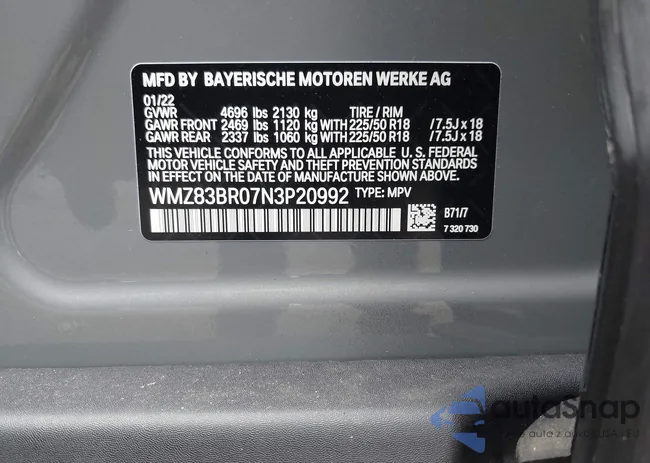 MFD BY BAYERISCHE MOTOREN WERKE AG
01/22
GVWR 4696 lbs 2130 kg TIRE / RIM
GAWR FRONT 2469 lbs 1120 kg WITH 225/50 R18 /7.5J x 18
GAWR REAR 2337 lbs 1060 kg WITH 225/50 R18 /7.5J x 18
THIS VEHICLE CONFORMS TO ALL APPLICABLE U. S. FEDERAL
MOTOR VEHICLE SAFETY AND THEFT PREVENTION STANDARDS
IN EFFECT ON THE DATE OF MANUFACTURE SHOWN ABOVE.
WMZ83BR07N3P20992 TYPE: MPV
B71/7
7 320 730
autoSnap
auto z